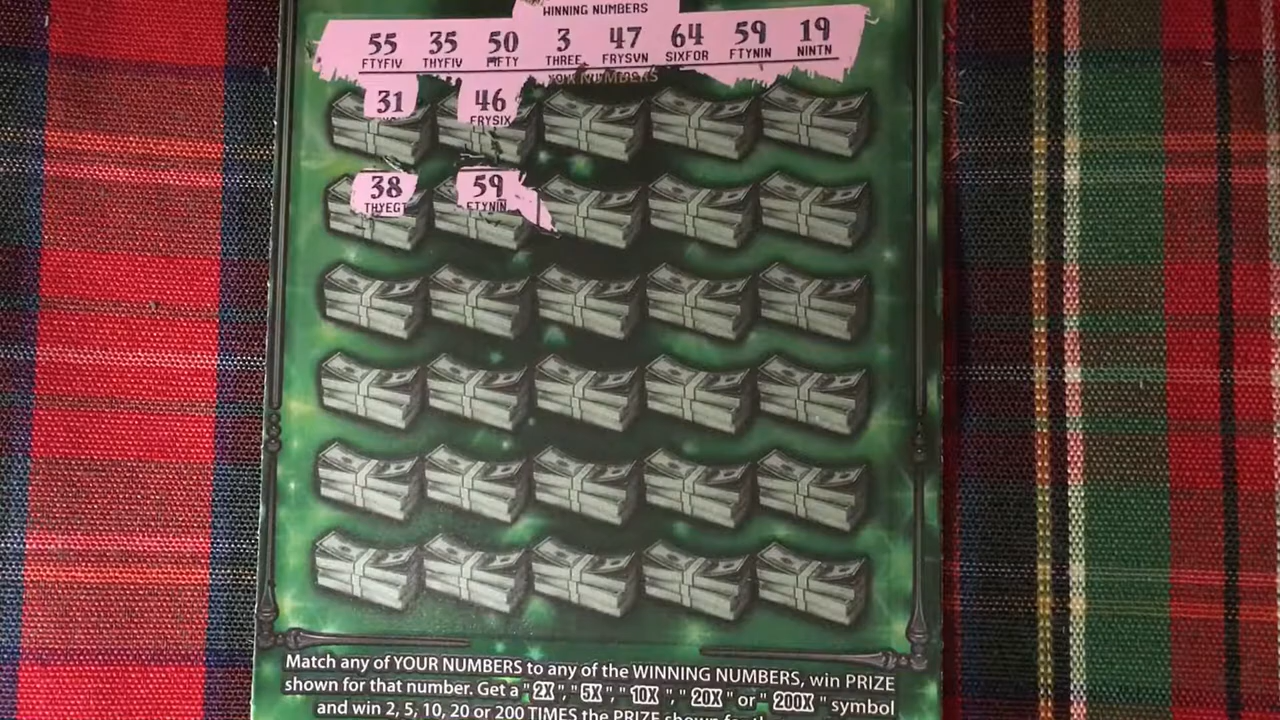 WINNING NUMBERS
55 35 50 3 47 64 59 19
FTYFIV THYFIV FIFTY THREE FRYSVN SIXFOR FTYNIN NINTN
YOUR NUMBERS
31 46
FRYSIX
38 59
THYEGT FTYNIN
Match any of YOUR NUMBERS to any of the WINNING NUMBERS, win PRIZE
shown for that number. Get a "2X", "5X", "10X", "20X" or "200X" symbol
and win 2, 5, 10, 20 or 200 TIMES the PRIZE shown